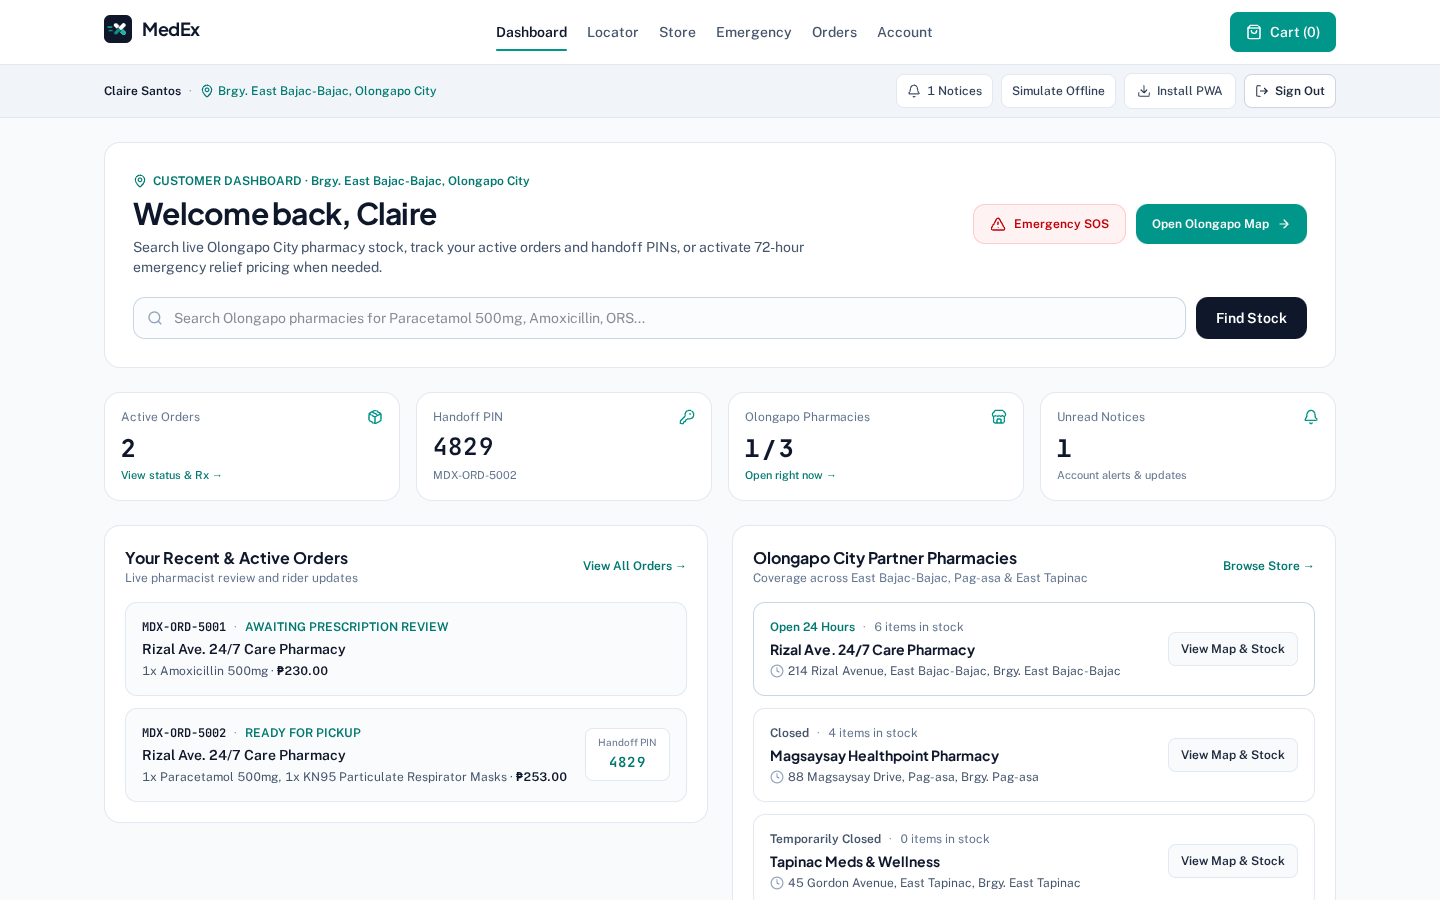 MedEx
Dashboard Locator Store Emergency Orders Account
Cart (0)
Claire Santos · Brgy. East Bajac-Bajac, Olongapo City
1 Notices
Simulate Offline
Install PWA
Sign Out
CUSTOMER DASHBOARD · Brgy. East Bajac-Bajac, Olongapo City
Welcome back, Claire
Search live Olongapo City pharmacy stock, track your active orders and handoff PINs, or activate 72-hour
emergency relief pricing when needed.
Emergency SOS
Open Olongapo Map →
Search Olongapo pharmacies for Paracetamol 500mg, Amoxicillin, ORS...
Find Stock
Active Orders
2
View status & Rx →
Handoff PIN
4829
MDX-ORD-5002
Olongapo Pharmacies
1/3
Open right now →
Unread Notices
1
Account alerts & updates
Your Recent & Active Orders
Live pharmacist review and rider updates
View All Orders →
MDX-ORD-5001 · AWAITING PRESCRIPTION REVIEW
Rizal Ave. 24/7 Care Pharmacy
1x Amoxicillin 500mg · ₱230.00
MDX-ORD-5002 · READY FOR PICKUP
Rizal Ave. 24/7 Care Pharmacy
1x Paracetamol 500mg, 1x KN95 Particulate Respirator Masks · ₱253.00
Handoff PIN
4829
Olongapo City Partner Pharmacies
Coverage across East Bajac-Bajac, Pag-asa & East Tapinac
Browse Store →
Open 24 Hours · 6 items in stock
Rizal Ave. 24/7 Care Pharmacy
214 Rizal Avenue, East Bajac-Bajac, Brgy. East Bajac-Bajac
View Map & Stock
Closed · 4 items in stock
Magsaysay Healthpoint Pharmacy
88 Magsaysay Drive, Pag-asa, Brgy. Pag-asa
View Map & Stock
Temporarily Closed · 0 items in stock
Tapinac Meds & Wellness
45 Gordon Avenue, East Tapinac, Brgy. East Tapinac
View Map & Stock